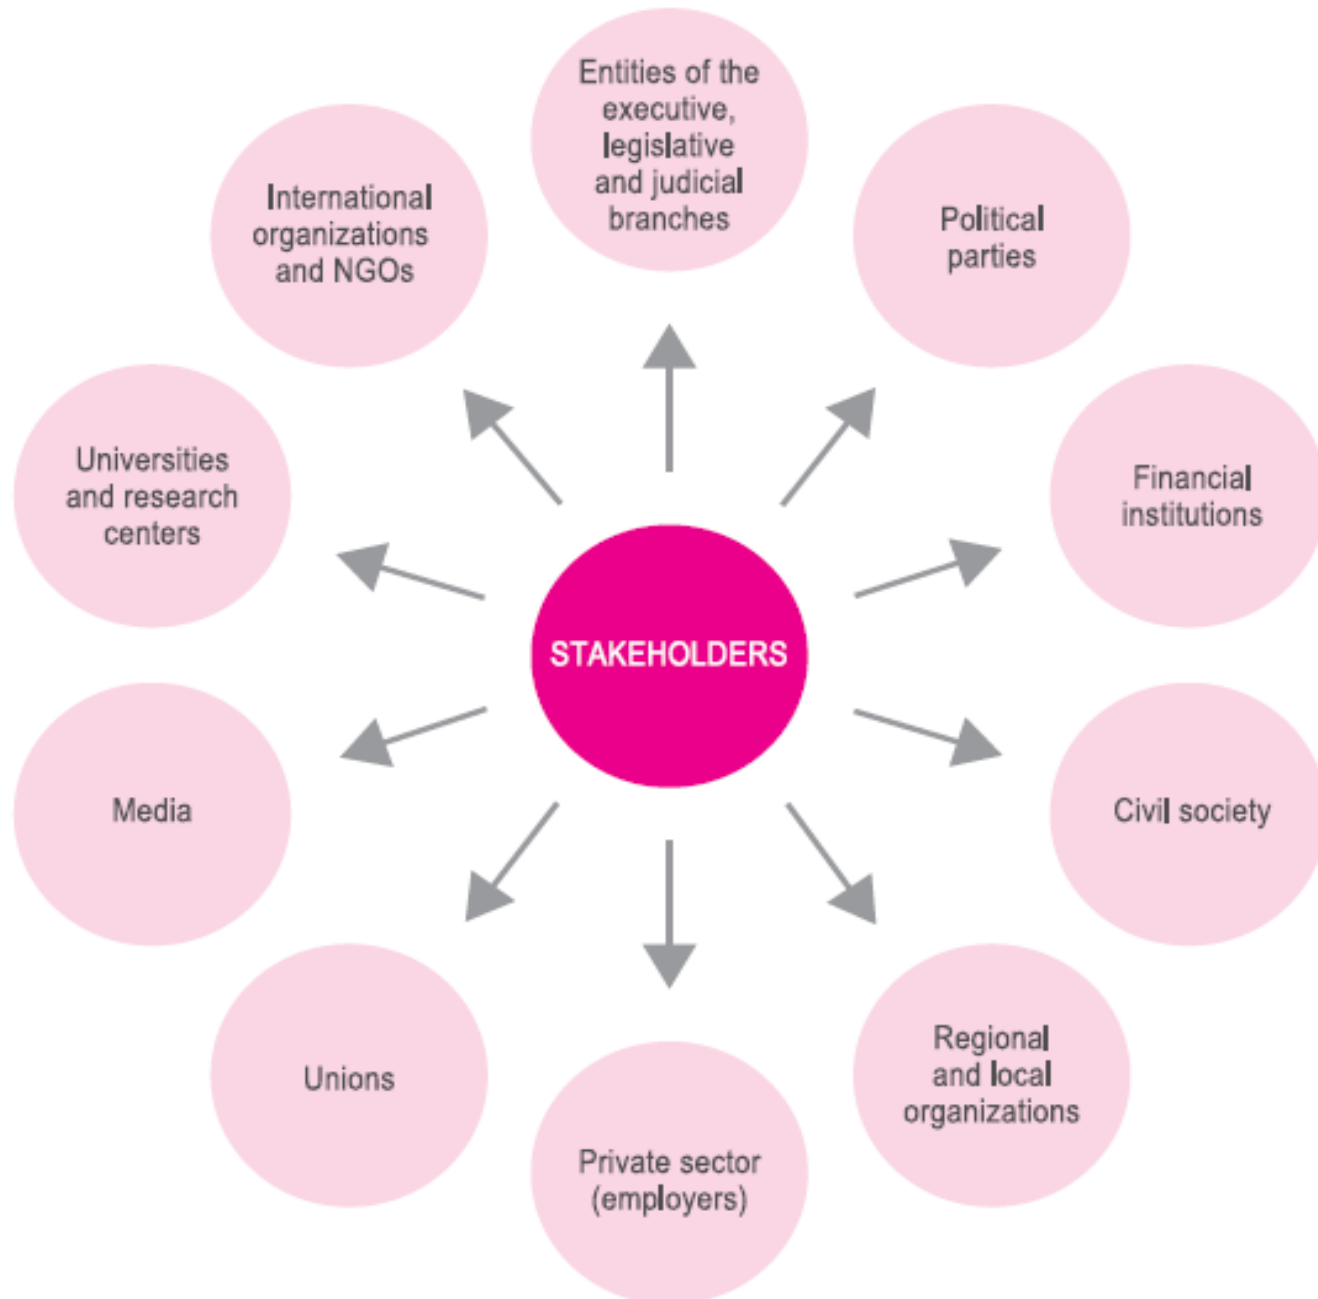 Entities of the
executive,
legislative
and judicial
branches
Political
parties
Financial
institutions
Civil society
Regional
and local
organizations
Private sector
(employers)
Unions
Media
Universities
and research
centers
International
organizations
and NGOs
STAKEHOLDERS